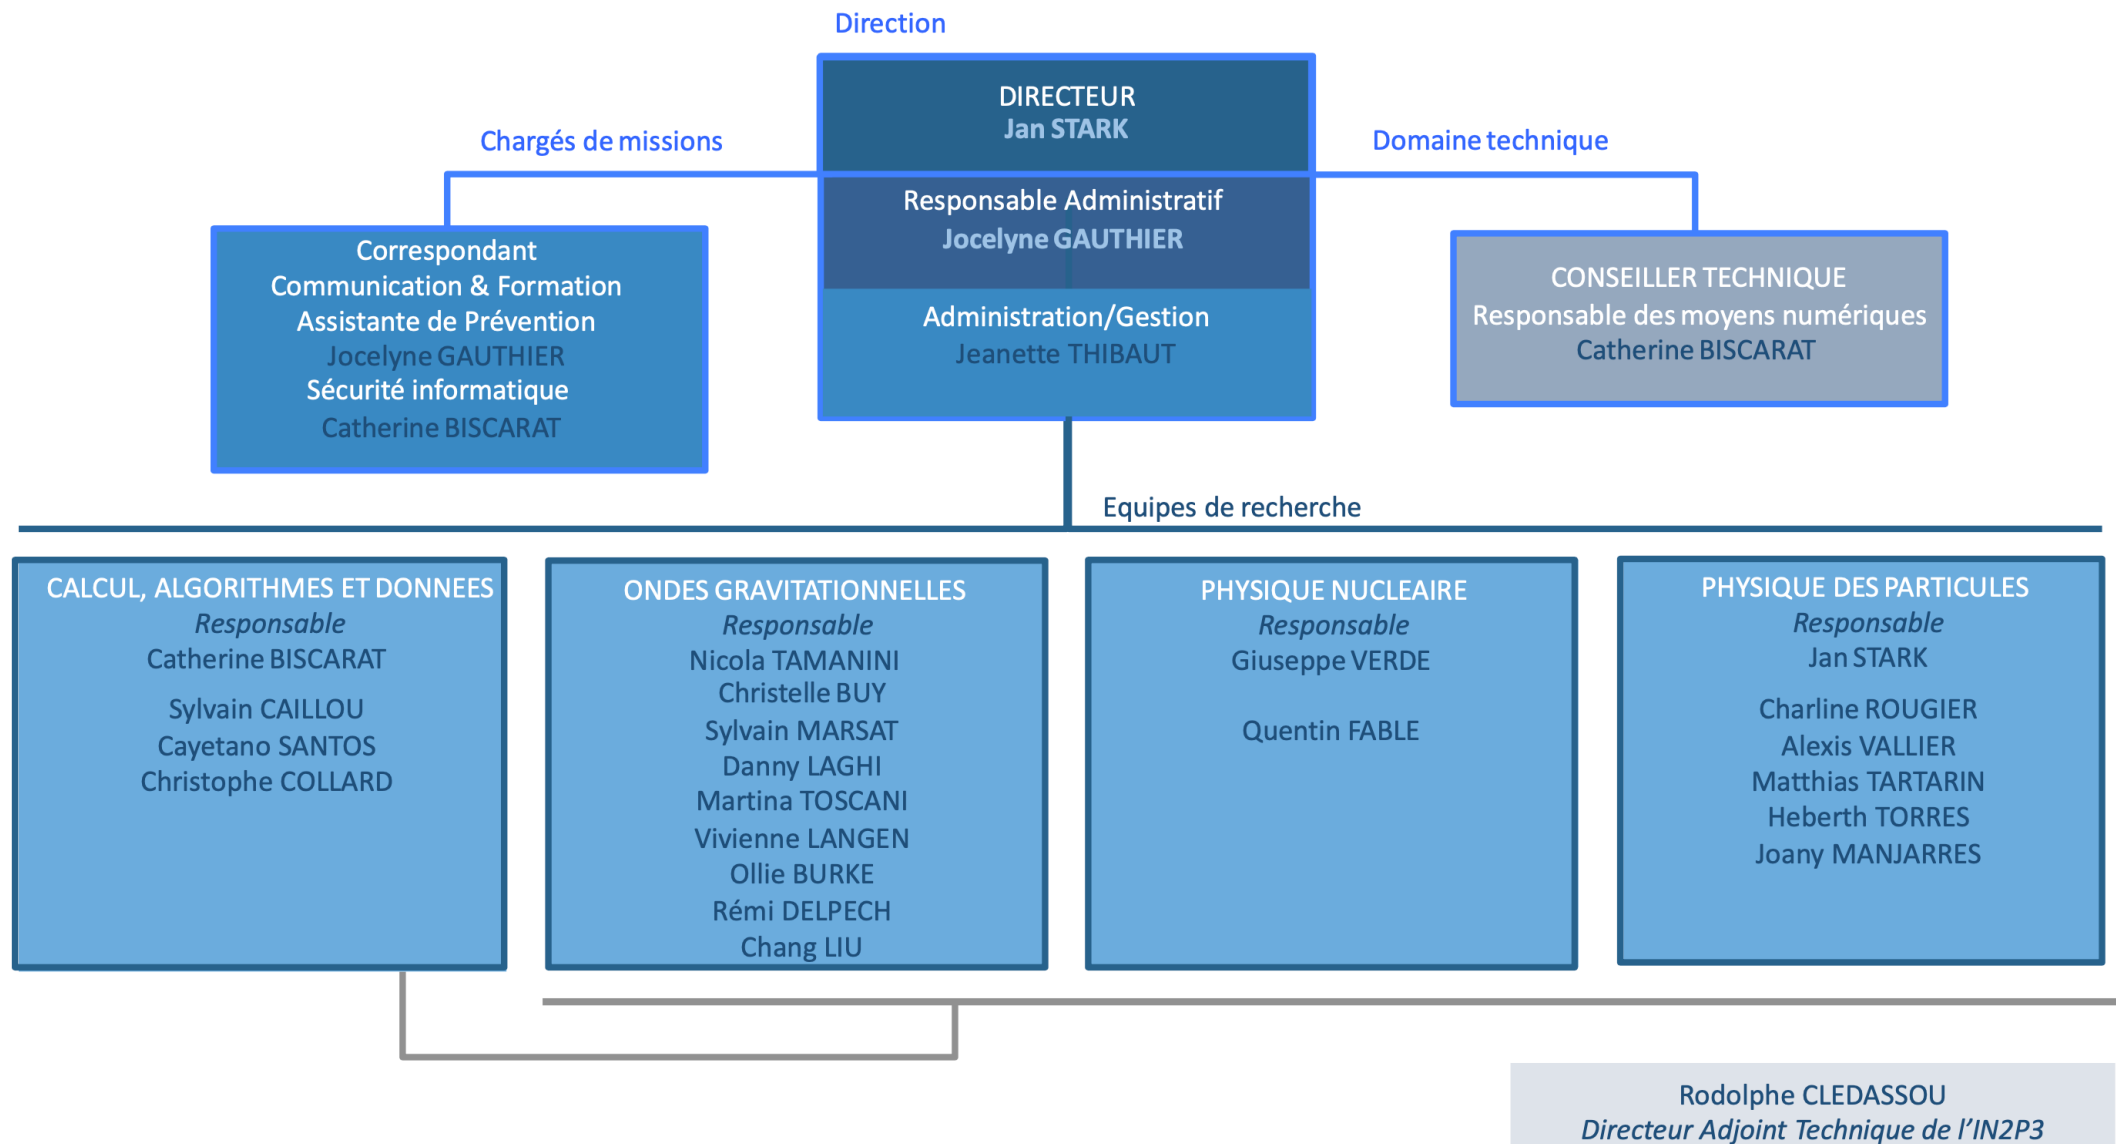 Direction
DIRECTEUR
Jan STARK
Chargés de missions
Domaine technique
Responsable Administratif
Jocelyne GAUTHIER
Administration/Gestion
Jeanette THIBAUT
Correspondant
Communication & Formation
Assistante de Prévention
Jocelyne GAUTHIER
Sécurité informatique
Catherine BISCARAT
CONSEILLER TECHNIQUE
Responsable des moyens numériques
Catherine BISCARAT
Equipes de recherche
CALCUL, ALGORITHMES ET DONNEES
Responsable
Catherine BISCARAT
Sylvain CAILLOU
Cayetano SANTOS
Christophe COLLARD
ONDES GRAVITATIONNELLES
Responsable
Nicola TAMANINI
Christelle BUY
Sylvain MARSAT
Danny LAGHI
Martina TOSCANI
Vivienne LANGEN
Ollie BURKE
Rémi DELPECH
Chang LIU
PHYSIQUE NUCLEAIRE
Responsable
Giuseppe VERDE
Quentin FABLE
PHYSIQUE DES PARTICULES
Responsable
Jan STARK
Charline ROUGIER
Alexis VALLIER
Matthias TARTARIN
Heberth TORRES
Joany MANJARRES
Rodolphe CLEDASSOU
Directeur Adjoint Technique de l'IN2P3